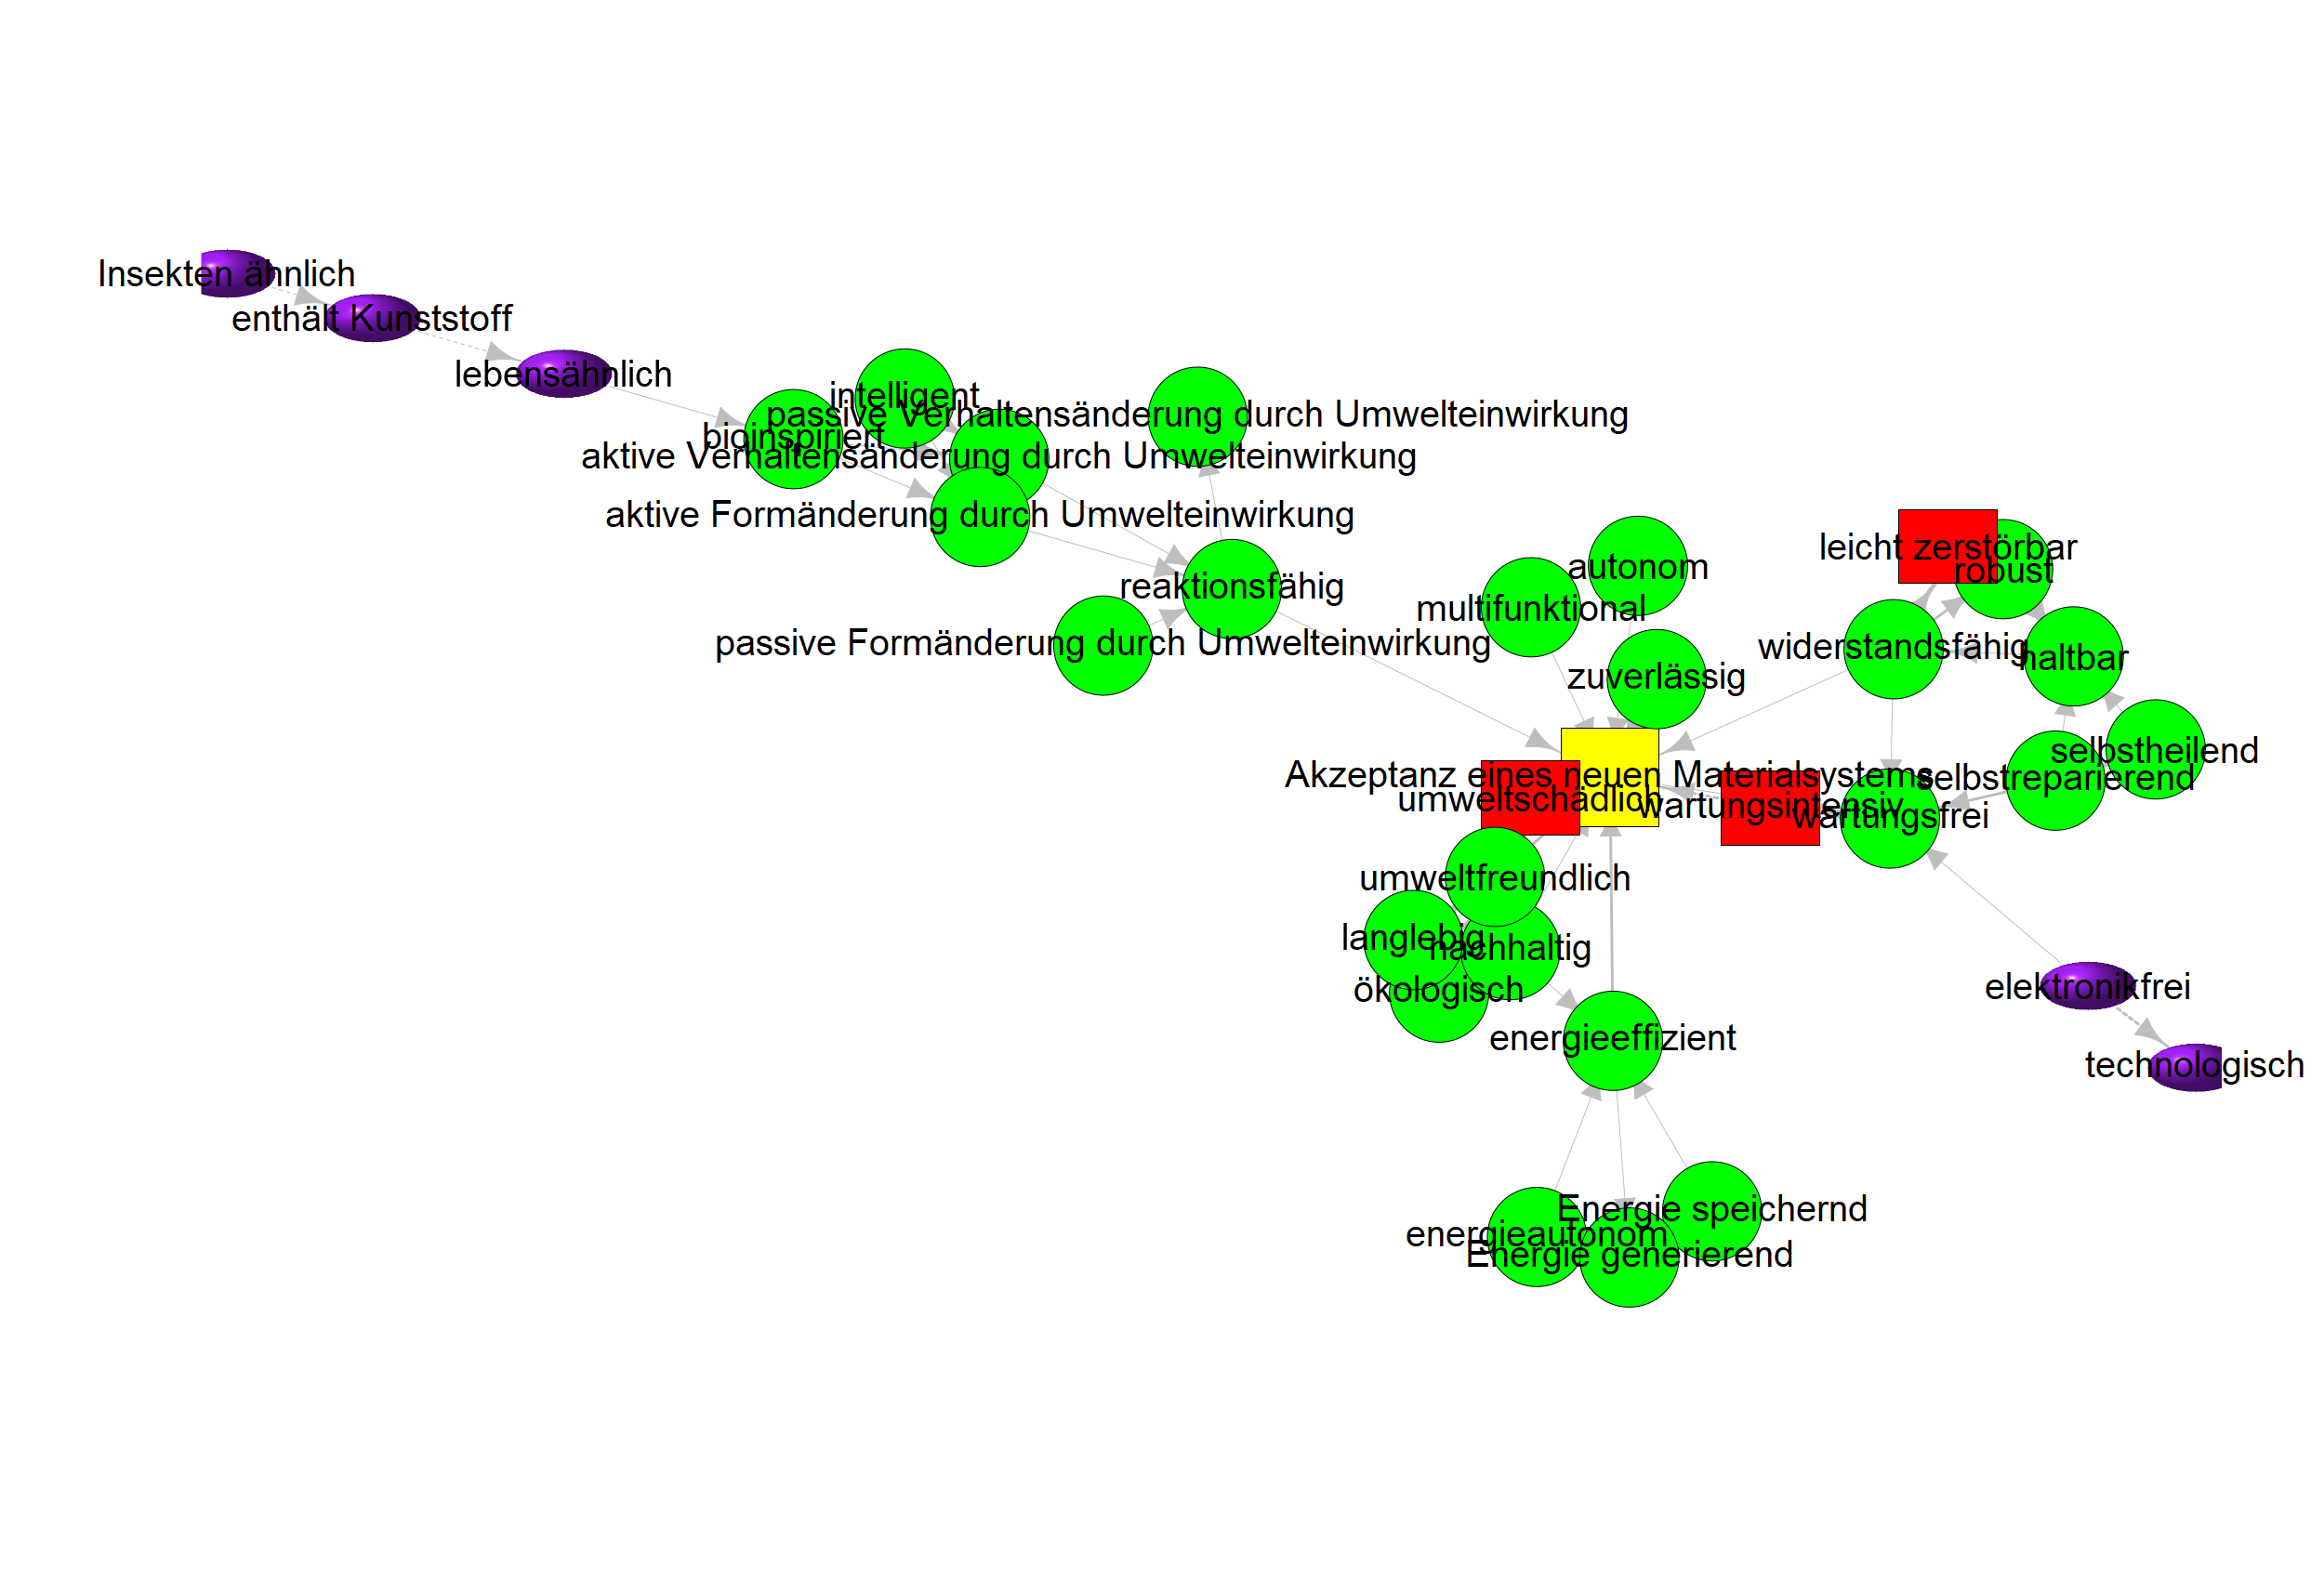 Insekten ähnlich
enthält Kunststoff
lebensähnlich
intelligent
passive Verhaltensänderung durch Umwelteinwirkung
bioinspiriert
aktive Verhaltensänderung durch Umwelteinwirkung
aktive Formänderung durch Umwelteinwirkung
reaktionsfähig
passive Formänderung durch Umwelteinwirkung
autonom
multifunktional
zuverlässig
leicht zerstörbar
robust
widerstandsfähig
haltbar
selbstheilend
selbstreparierend
Akzeptanz eines neuen Materialsystems
umweltschädlich
wartungsintensiv
wartungsfrei
umweltfreundlich
langlebig
nachhaltig
ökologisch
elektronikfrei
energieeffizient
technologisch
Energie speichernd
energieautonom
Energie generierend